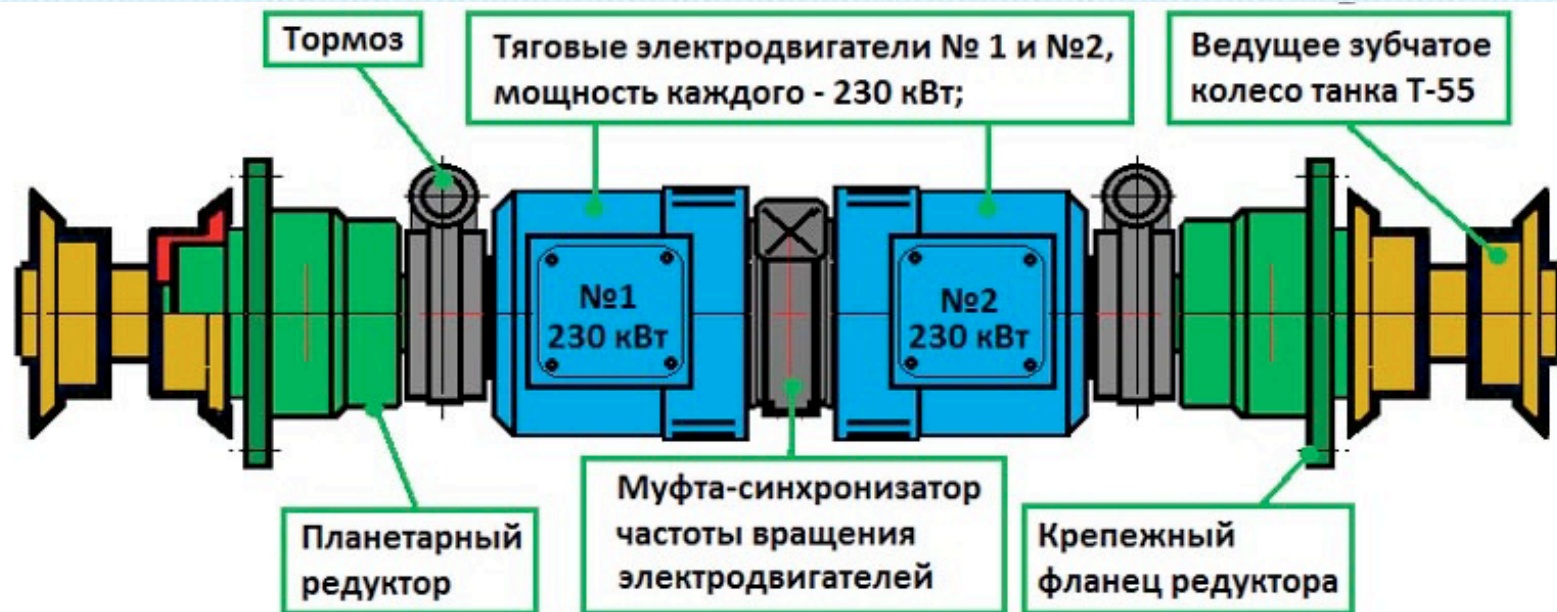 Тормоз
Тяговые электродвигатели № 1 и №2,
мощность каждого - 230 кВт;
Ведущее зубчатое
колесо танка Т-55
№1
230 кВт
№2
230 кВт
Планетарный
редуктор
Муфта-синхронизатор
частоты вращения
электродвигателей
Крепежный
фланец редуктора